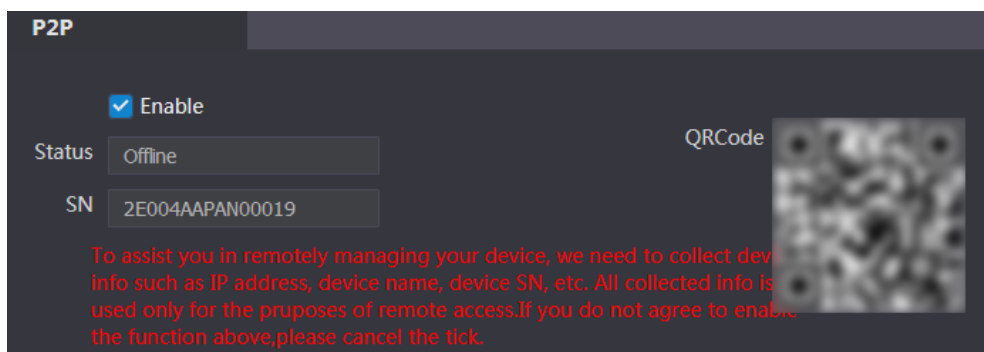 P2P
Enable
Status Offline
QRCode
SN 2E004AAPAN00019
To assist you in remotely managing your device, we need to collect dev
info such as IP address, device name, device SN, etc. All collected info is
used only for the pruposes of remote access.If you do not agree to enable
the function above,please cancel the tick.